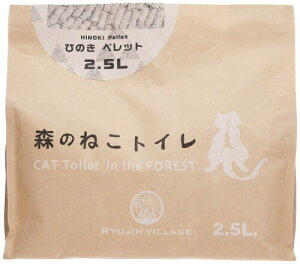 HINOKI Pellet
ひのき ペレット
2.5L
森のねこトイレ
CAT Toilet in the FOREST
RYUJIN VILLAGE
2.5L.